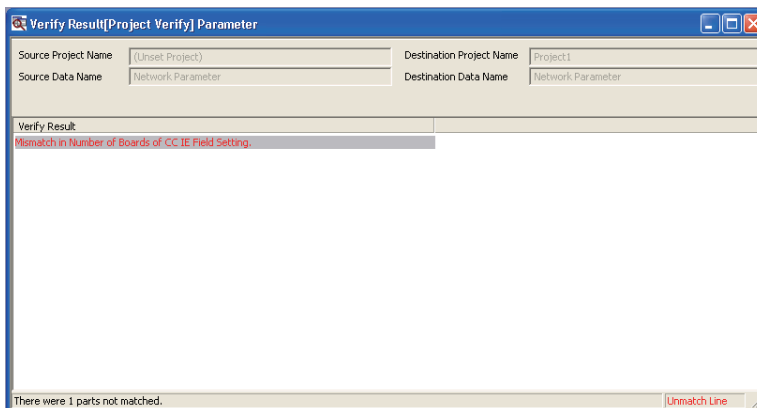 Verify Result[Project Verify] Parameter
Source Project Name (Unset Project) Destination Project Name Project1
Source Data Name Network Parameter Destination Data Name Network Parameter
Verify Result
Mismatch in Number of Boards of CC IE Field Setting.
There were 1 parts not matched. Unmatch Line